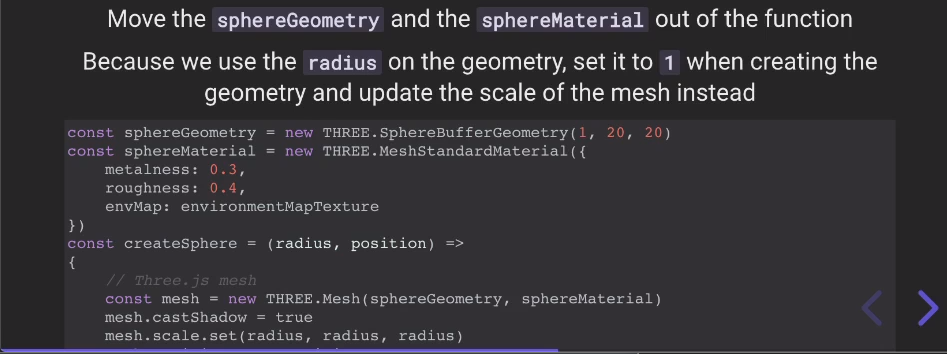 Move the sphereGeometry and the sphereMaterial out of the function
Because we use the radius on the geometry, set it to 1 when creating the
geometry and update the scale of the mesh instead
const sphereGeometry = new THREE.SphereBufferGeometry(1, 20, 20)
const sphereMaterial = new THREE.MeshStandardMaterial({
    metalness: 0.3,
    roughness: 0.4,
    envMap: environmentMapTexture
})
const createSphere = (radius, position) =>
{
    // Three.js mesh
    const mesh = new THREE.Mesh(sphereGeometry, sphereMaterial)
    mesh.castShadow = true
    mesh.scale.set(radius, radius, radius)